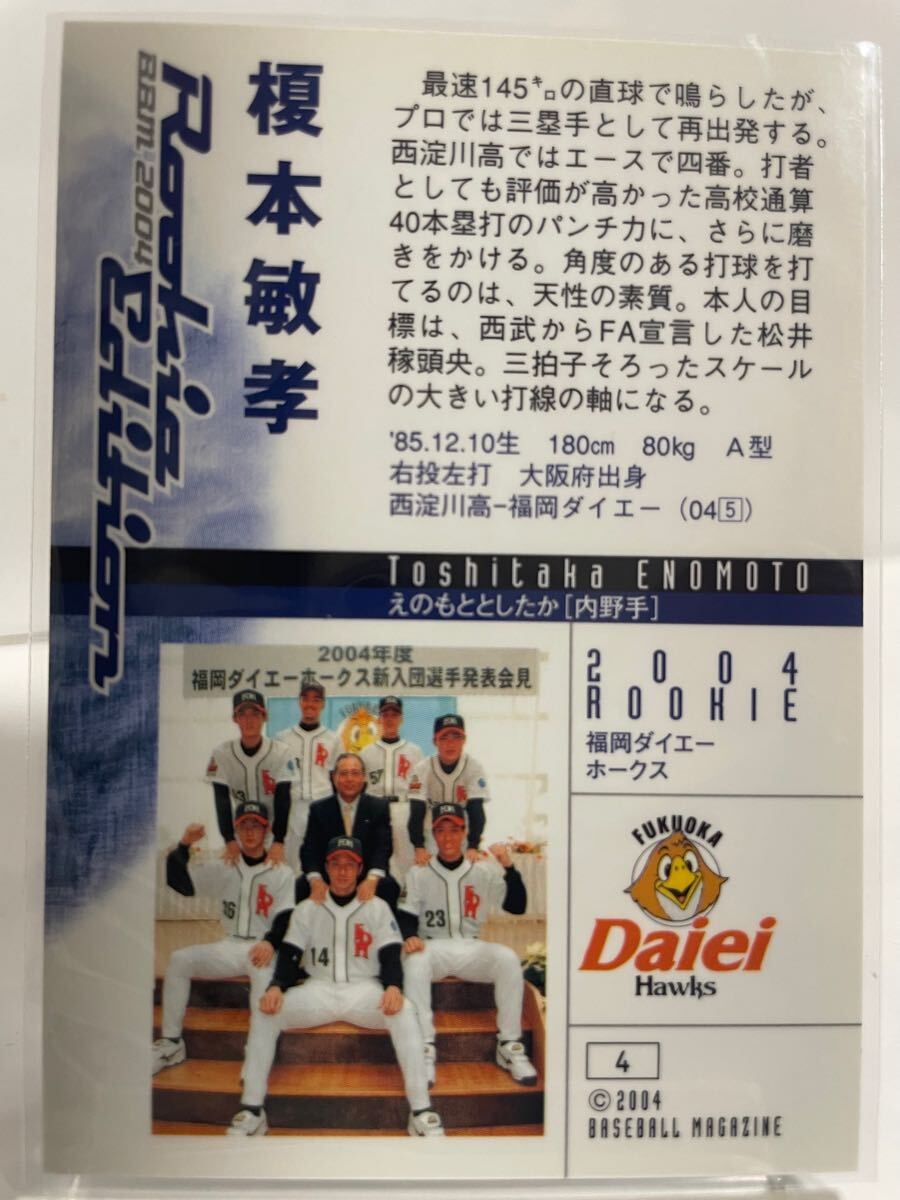 BBM 2004
Rookie
Edition
榎本敏孝
最速145㌔の直球で鳴らしたが、
プロでは三塁手として再出発する。
西淀川高ではエースで四番。打者
としても評価が高かった高校通算
40本塁打のパンチ力に、さらに磨
きをかける。角度のある打球を打
てるのは、天性の素質。本人の目
標は、西武からFA宣言した松井
稼頭央。三拍子そろったスケール
の大きい打線の軸になる。
'85.12.10生 180㎝ 80kg A型
右投左打 大阪府出身
西淀川高−福岡ダイエー（04 5）
Toshitaka ENOMOTO
えのもととしたか［内野手］
2004年度
福岡ダイエーホークス新入団選手発表会見
57
36
23
14
2004
ROOKIE
福岡ダイエー
ホークス
FUKUOKA
Daiei
Hawks
4
©2004
BASEBALL MAGAZINE